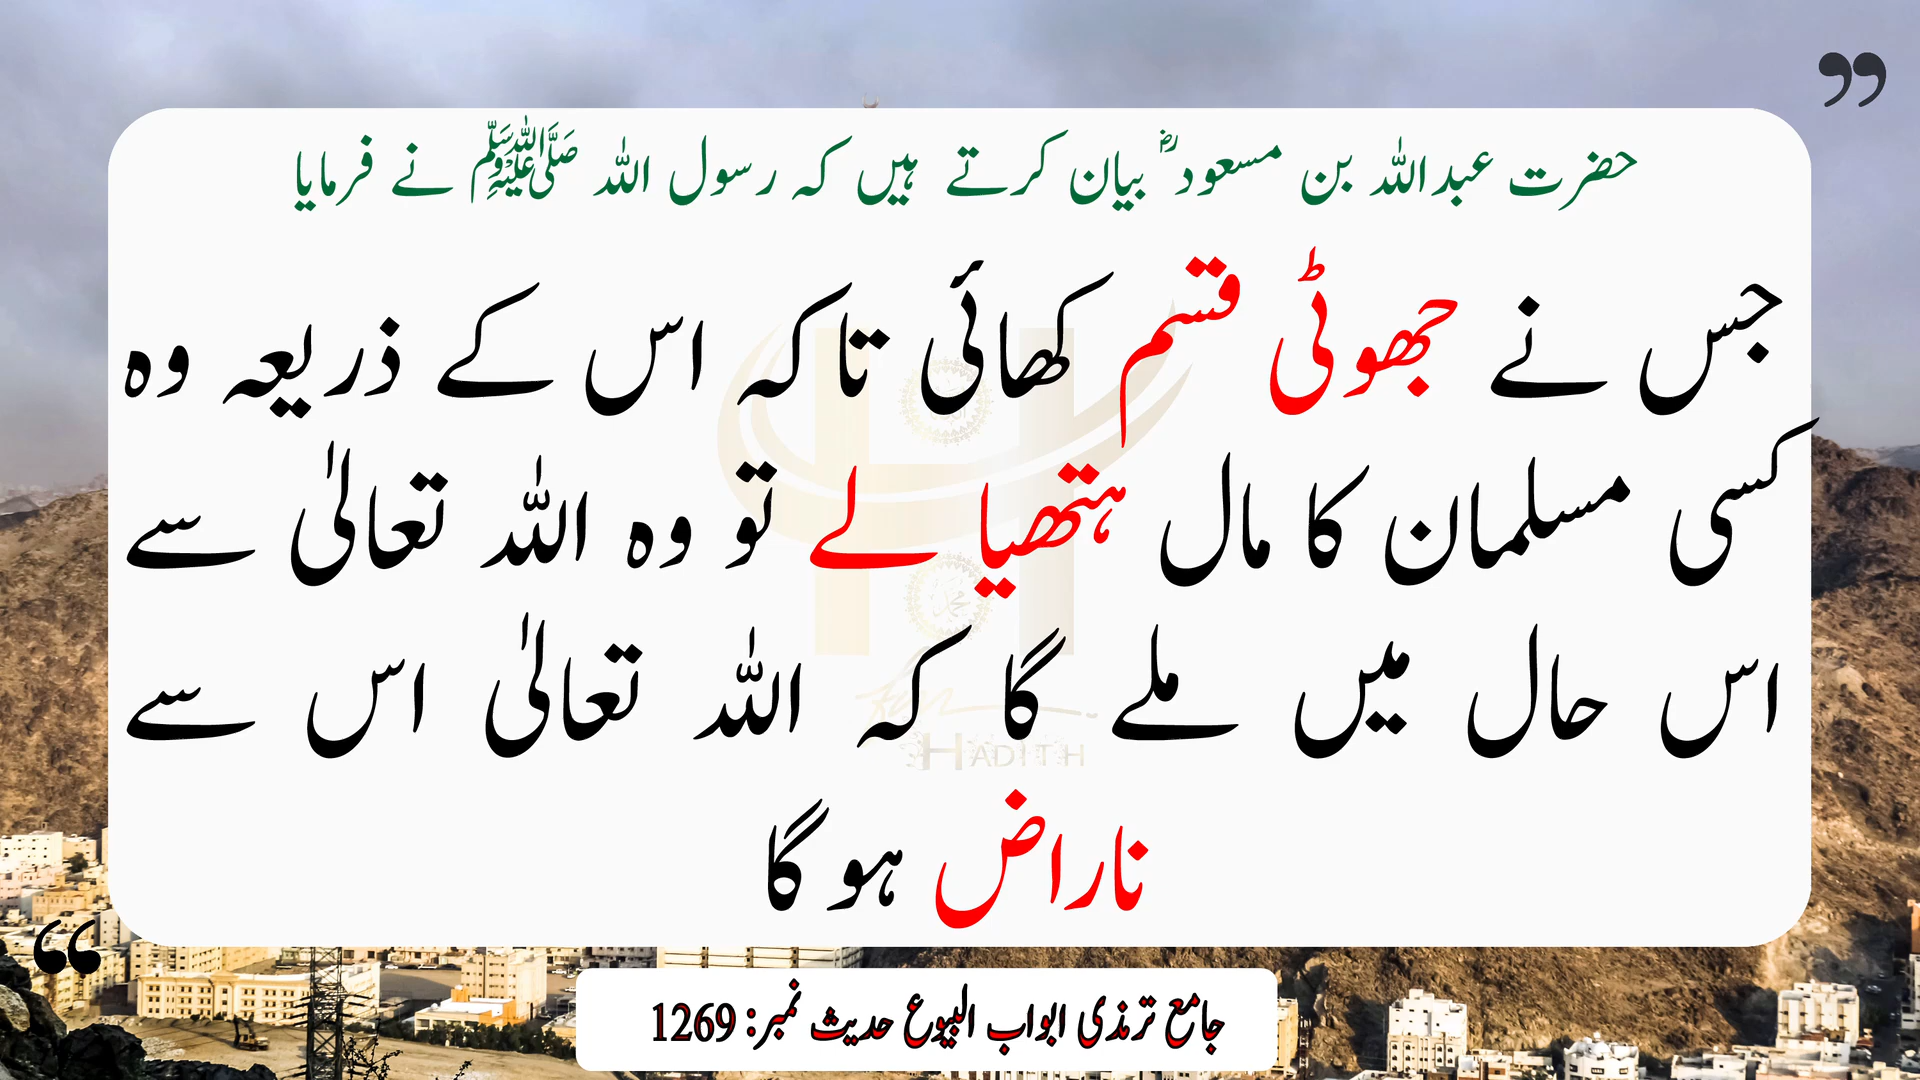 حضرت عبداللہ بن مسعودؓ بیان کرتے ہیں کہ رسول اللہ ﷺ نے فرمایا
جس نے جھوٹی قسم کھائی تاکہ اس کے ذریعہ وہ
کسی مسلمان کا مال ہتھیا لے تو وہ اللہ تعالیٰ سے
اس حال میں ملے گا کہ اللہ تعالیٰ اس سے
ناراض ہو گا
HADITH
جامع ترمذی ابواب البیوع حدیث نمبر: 1269